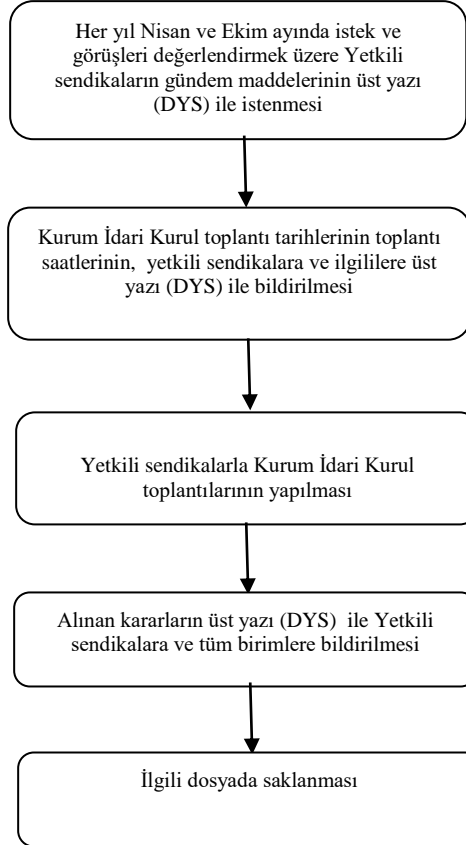 Her yıl Nisan ve Ekim ayında istek ve
görüşleri değerlendirmek üzere Yetkili
sendikaların gündem maddelerinin üst yazı
(DYS) ile istenmesi
Kurum İdari Kurul toplantı tarihlerinin toplantı
saatlerinin, yetkili sendikalara ve ilgililere üst
yazı (DYS) ile bildirilmesi
Yetkili sendikalarla Kurum İdari Kurul
toplantılarının yapılması
Alınan kararların üst yazı (DYS) ile Yetkili
sendikalara ve tüm birimlere bildirilmesi
İlgili dosyada saklanması